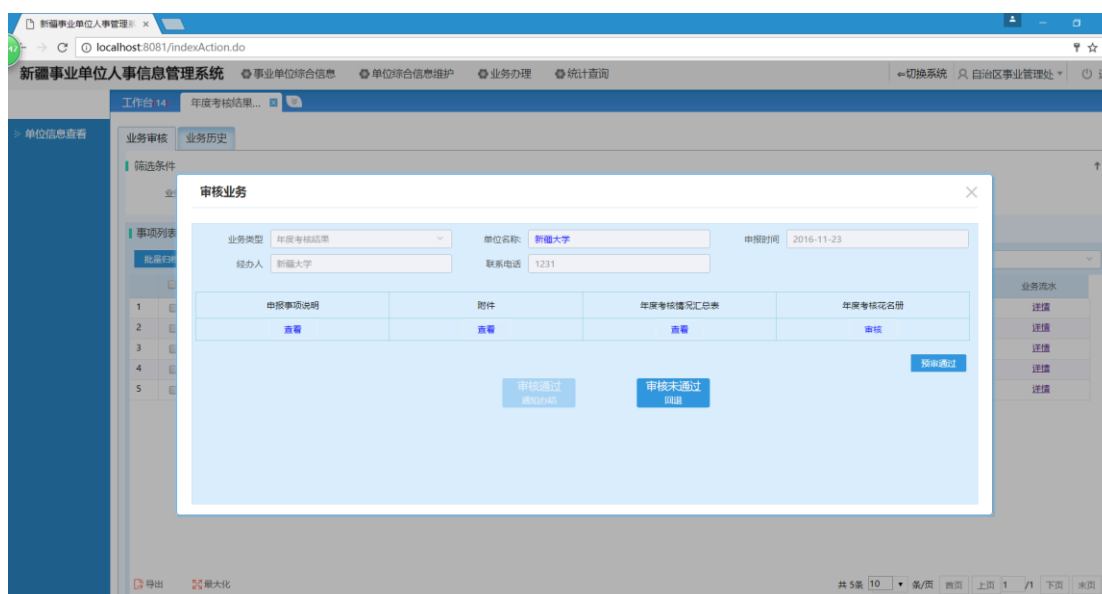 新疆事业单位人事管理系 ×
47
localhost:8081/indexAction.do
新疆事业单位人事信息管理系统 事业单位综合信息 单位综合信息维护 业务办理 统计查询 切换系统 自治区事业管理处
工作台 14 年度考核结果...
单位信息查看
业务审核 业务历史
筛选条件
审核业务
事项列表
业务类型 年度考核结果 单位名称: 新疆大学 申报时间 2016-11-23
经办人 新疆大学 联系电话 1231
批量归档
业务流水
申报事项说明 附件 年度考核情况汇总表 年度考核花名册
查看 查看 查看 审核
1 详情
2 详情
3 详情
4 详情
5 详情
预审通过
审核通过 审核未通过
通知办结 回退
导出 最大化 共 5条 10 条/页 首页 上页 1 /1 下页 末页